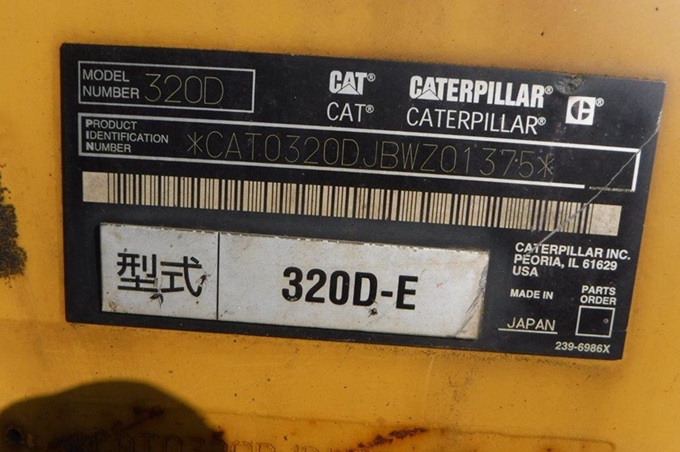 MODEL NUMBER 320D
CAT® CATERPILLAR® C®
CAT® CATERPILLAR®
PRODUCT IDENTIFICATION NUMBER *CAT0320DJBWZ01375*
型式 320D-E
CATERPILLAR INC.
PEORIA, IL 61629
USA
MADE IN JAPAN
PARTS ORDER
239-6986X